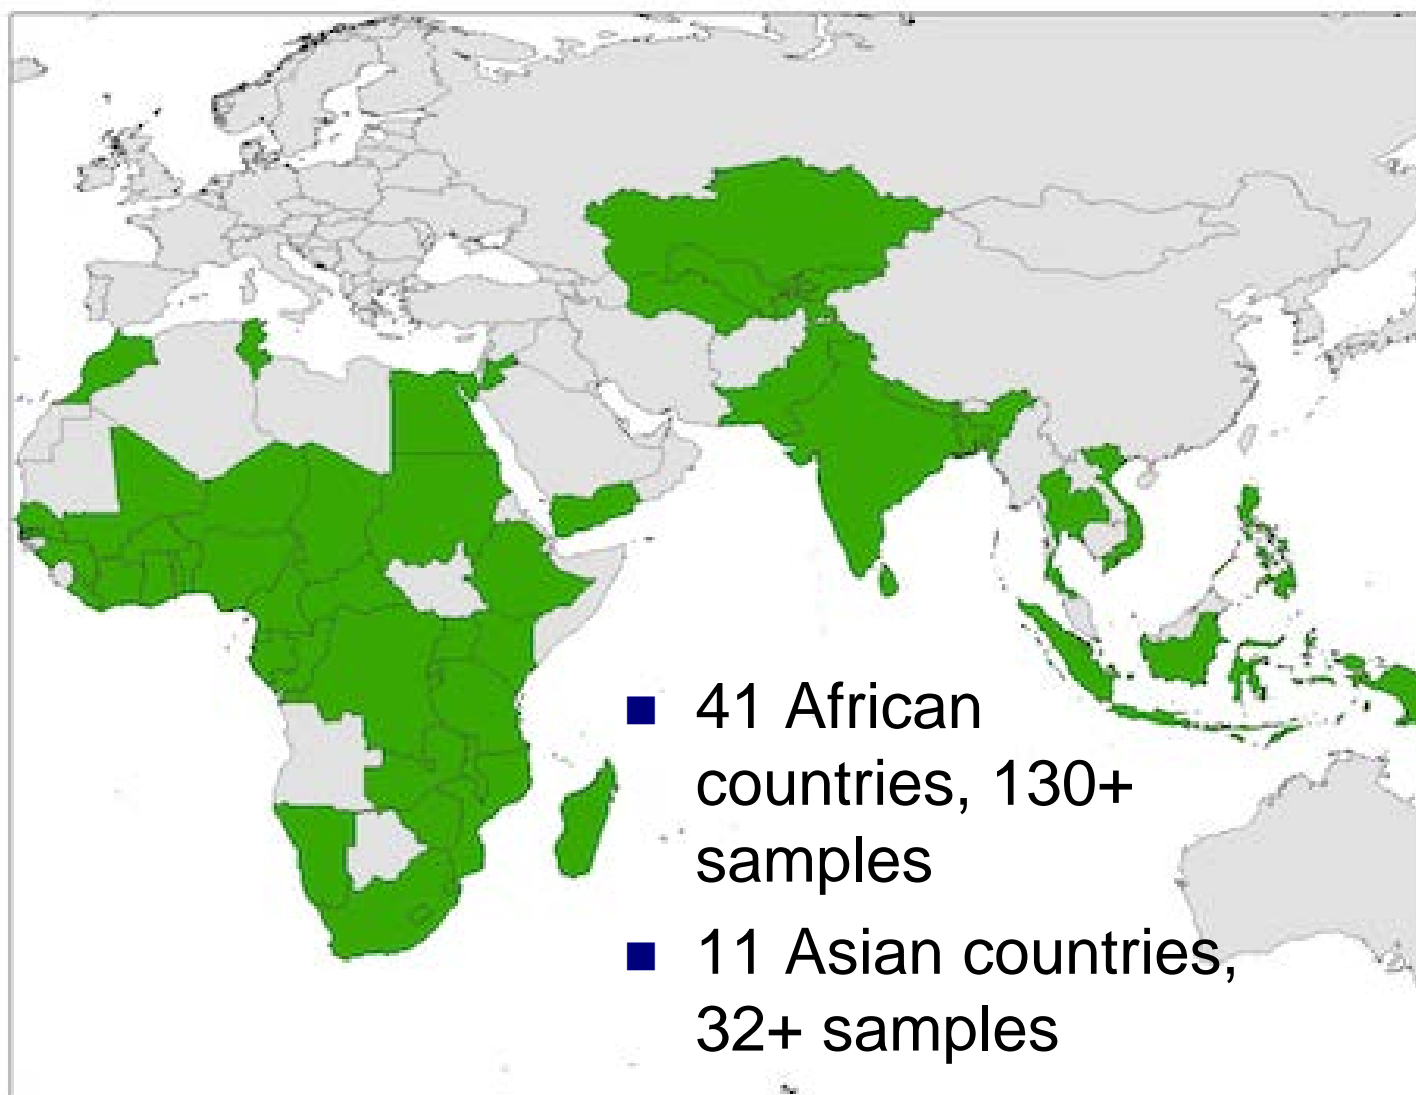 41 African
countries, 130+
samples
11 Asian countries,
32+ samples